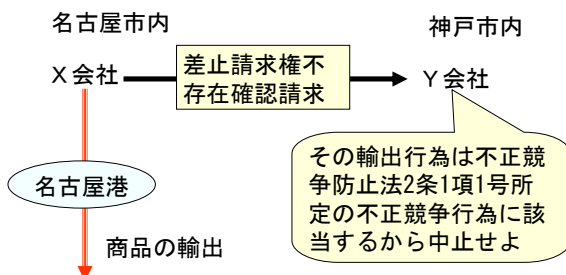 名古屋市内
神戸市内
X会社
差止請求権不
存在確認請求
Y会社
その輸出行為は不正競
争防止法2条1項1号所
定の不正競争行為に該
当するから中止せよ
名古屋港
商品の輸出